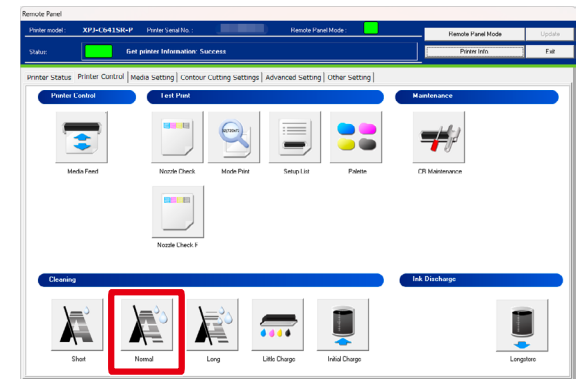 Remote Panel
Printer model : XPJ-C641SR-P Printer Serial No. : Remote Panel Mode :
Remote Panel Mode Update
Status: Get printer Information: Success
Printer Info. Exit
Printer Status Printer Control Media Setting Contour Cutting Settings Advanced Setting Other Setting
Printer Control Test Print Maintenance
Media Feed Nozzle Check Mode Print Setup List Palette CR Maintenance
Nozzle Check F
Cleaning Ink Discharge
Short Normal Long Little Charge Initial Charge Longstore